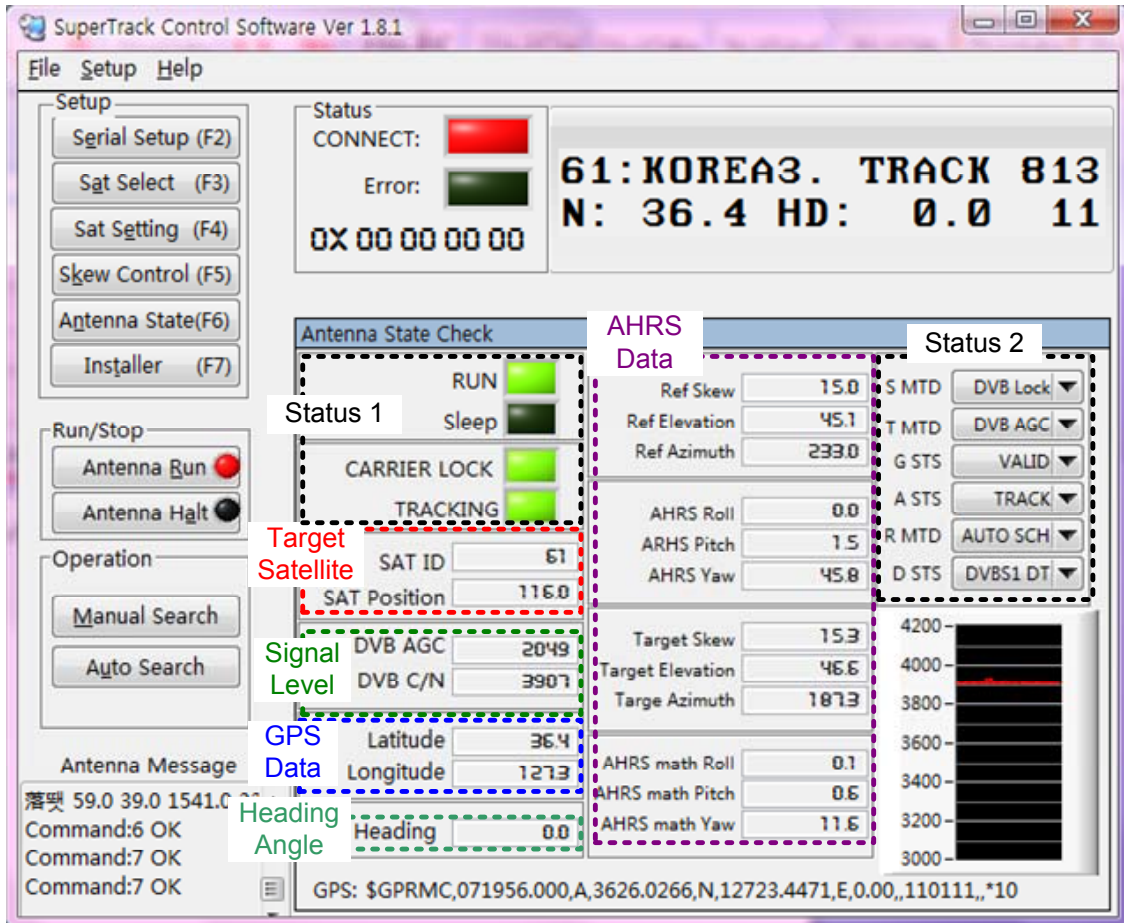 SuperTrack Control Software Ver 1.8.1
File Setup Help
Setup
Serial Setup (F2)
Sat Select (F3)
Sat Setting (F4)
Skew Control (F5)
Antenna State(F6)
Installer (F7)
Run/Stop
Antenna Run
Antenna Halt
Operation
Manual Search
Auto Search
Antenna Message
落뗏 59.0 39.0 1541.0
Command:6 OK
Command:7 OK
Command:7 OK
Status
CONNECT:
Error:
0X 00 00 00 00
61:KOREA3. TRACK 813
N: 36.4 HD: 0.0 11
Antenna State Check
Status 1
RUN
Sleep
CARRIER LOCK
TRACKING
Target Satellite
SAT ID 61
SAT Position 116.0
Signal Level
DVB AGC 2049
DVB C/N 3907
GPS Data
Latitude 36.4
Longitude 127.3
Heading Angle
Heading 0.0
AHRS Data
Ref Skew 15.0
Ref Elevation 45.1
Ref Azimuth 233.0
AHRS Roll 0.0
ARHS Pitch 1.5
AHRS Yaw 45.8
Target Skew 15.3
Target Elevation 46.6
Targe Azimuth 187.3
AHRS math Roll 0.1
AHRS math Pitch 0.6
AHRS math Yaw 11.6
Status 2
S MTD DVB Lock
T MTD DVB AGC
G STS VALID
A STS TRACK
R MTD AUTO SCH
D STS DVBS1 DT
4200
4000
3800
3600
3400
3200
3000
GPS: $GPRMC,071956.000,A,3626.0266,N,12723.4471,E,0.00,,110111,,*10